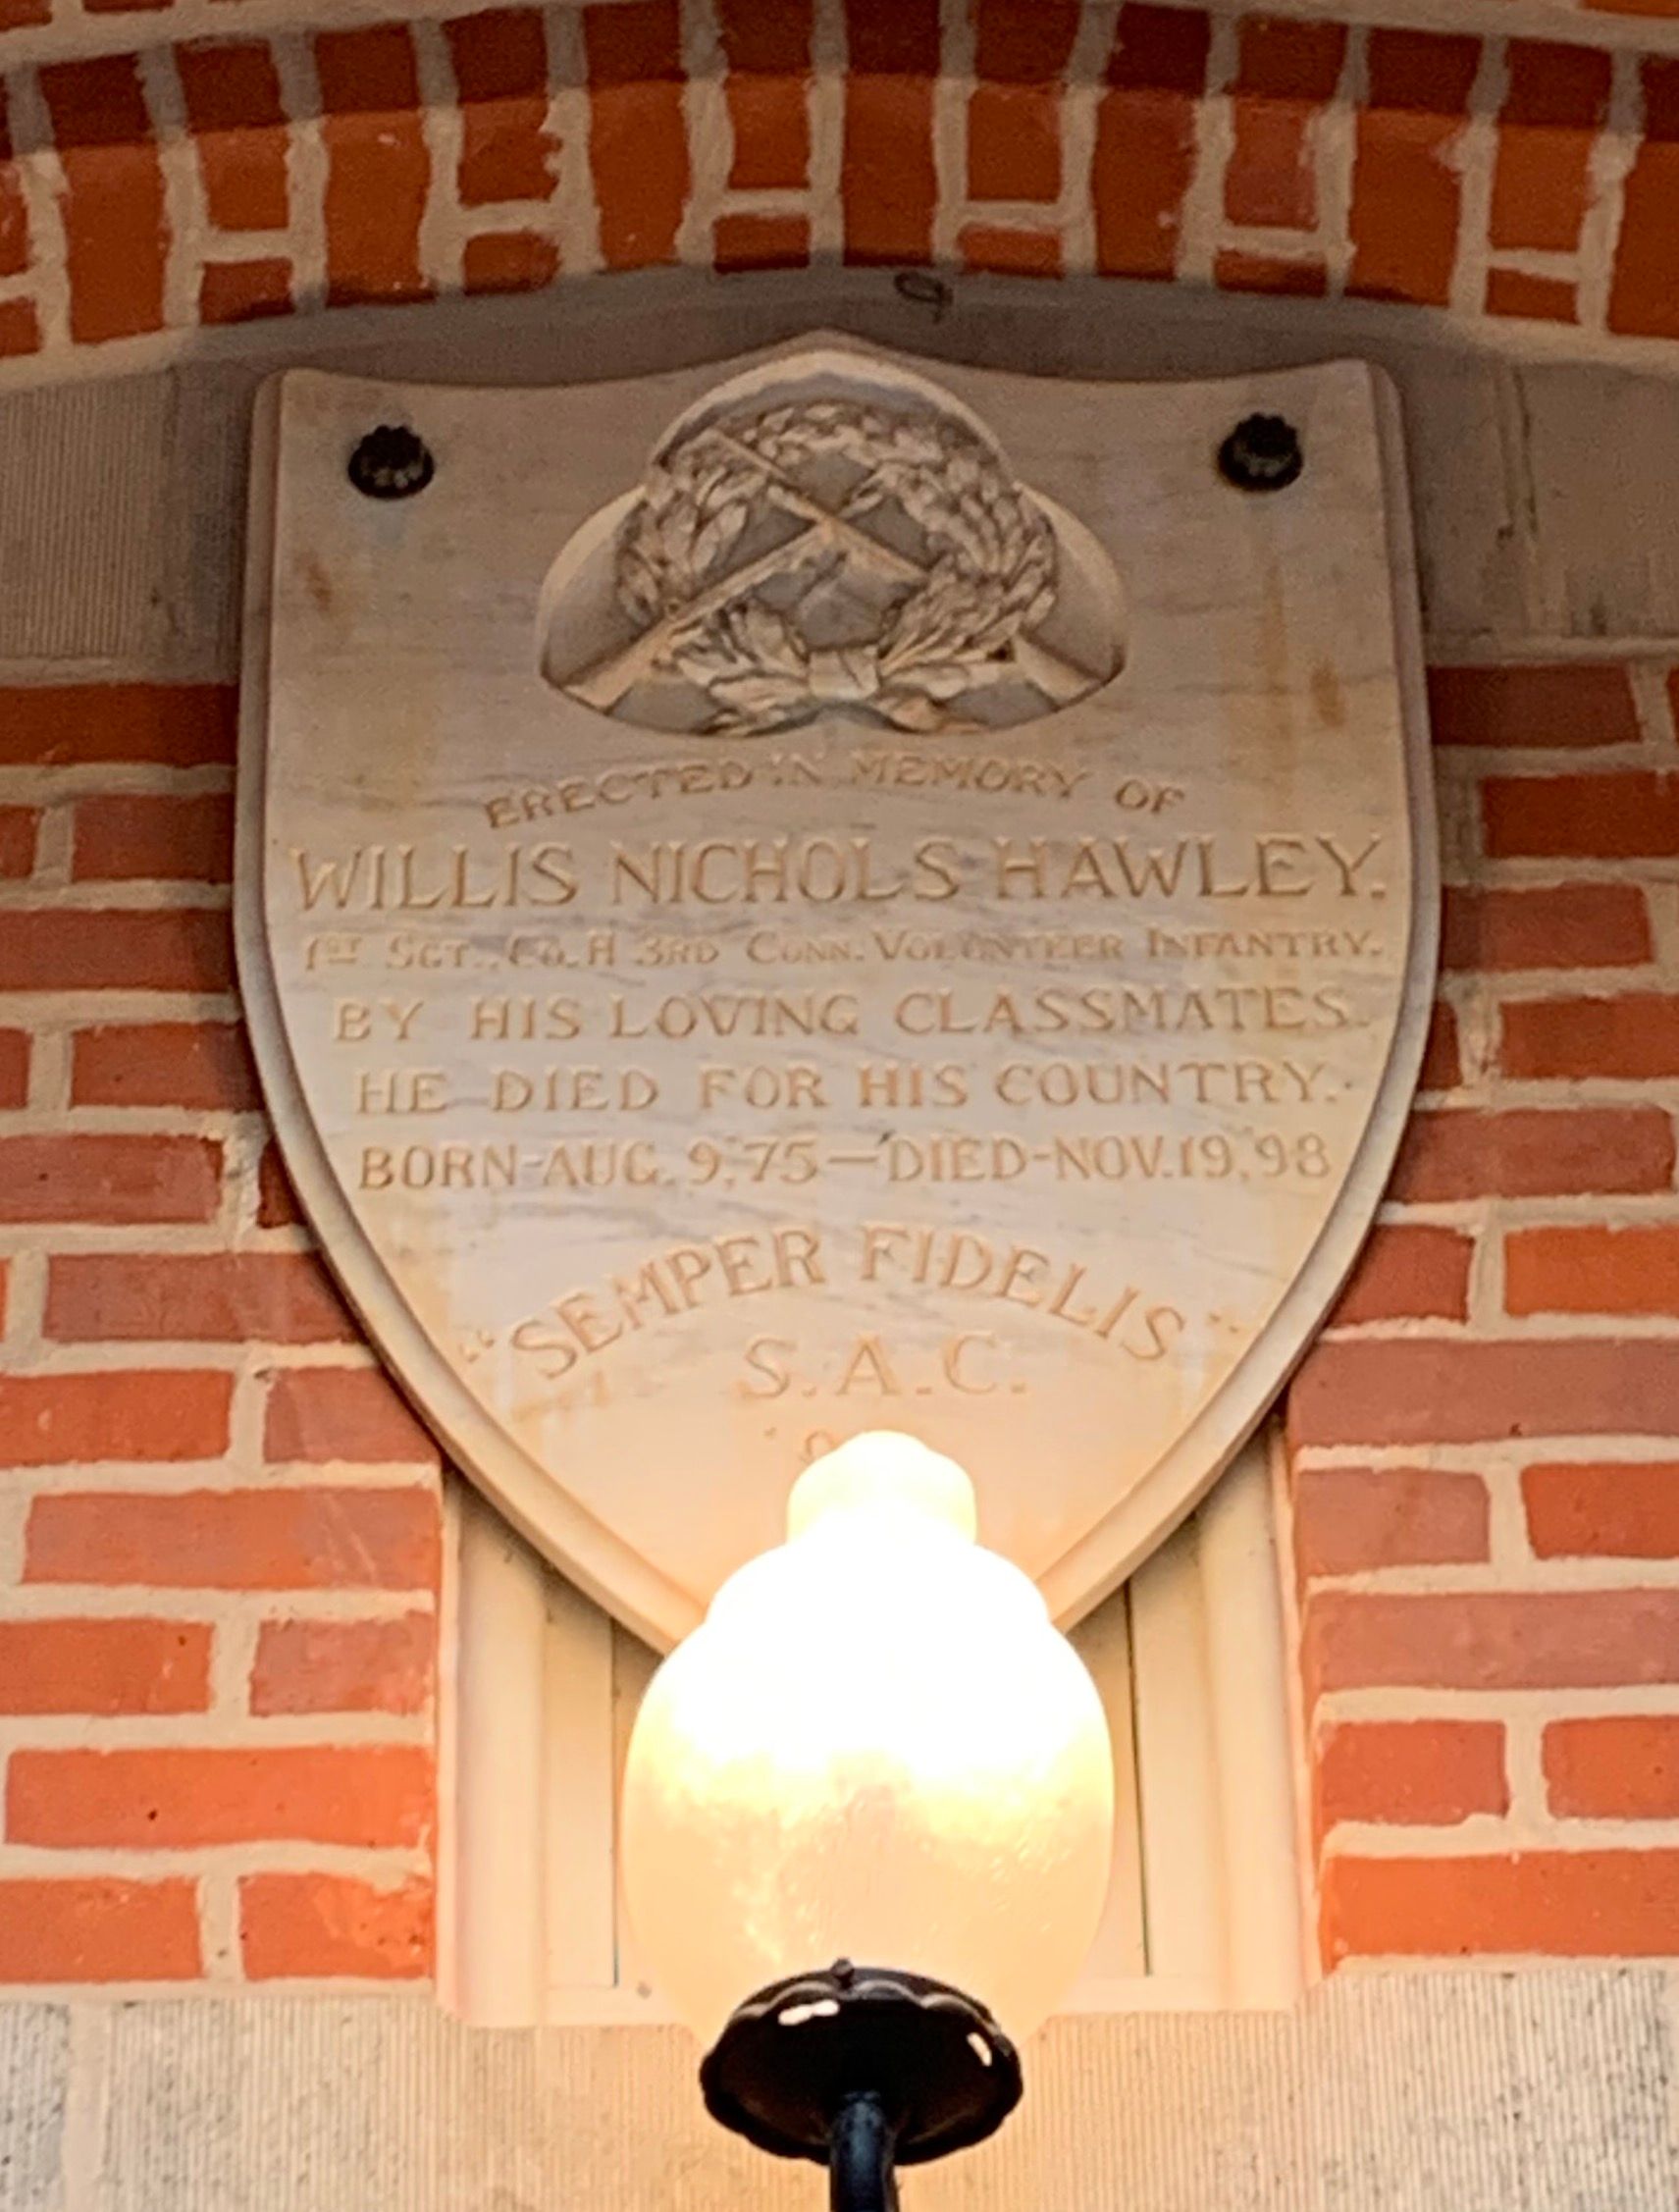 ERECTED IN MEMORY OF
WILLIS NICHOLS HAWLEY.
1ST SGT., CO. H 3RD CONN. VOLUNTEER INFANTRY.
BY HIS LOVING CLASSMATES.
HE DIED FOR HIS COUNTRY.
BORN-AUG. 9,'75—DIED-NOV. 19,'98
"SEMPER FIDELIS"
S.A.C.